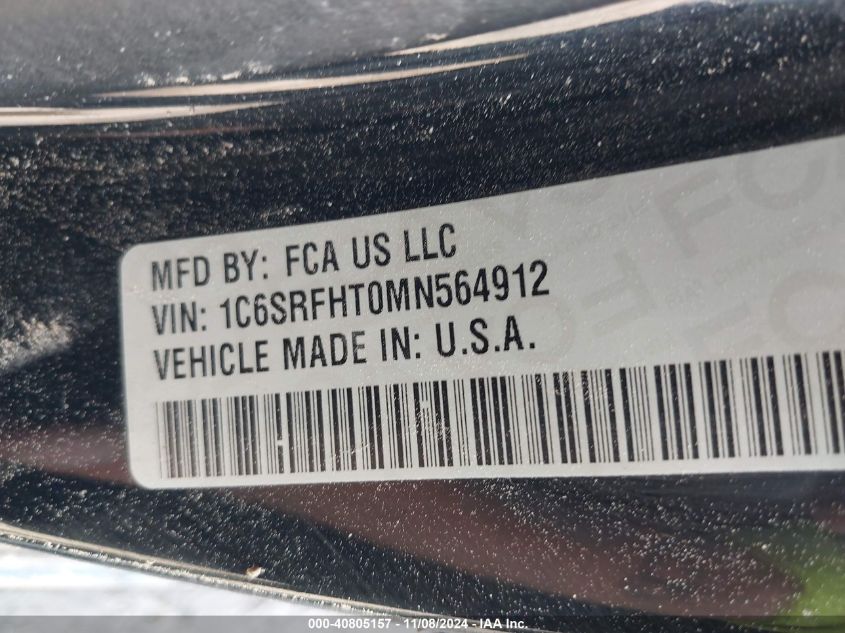 MFD BY: FCA US LLC
VIN: 1C6SRFHT0MN564912
VEHICLE MADE IN: U.S.A.
000-40805157 - 11/08/2024 - IAA Inc.